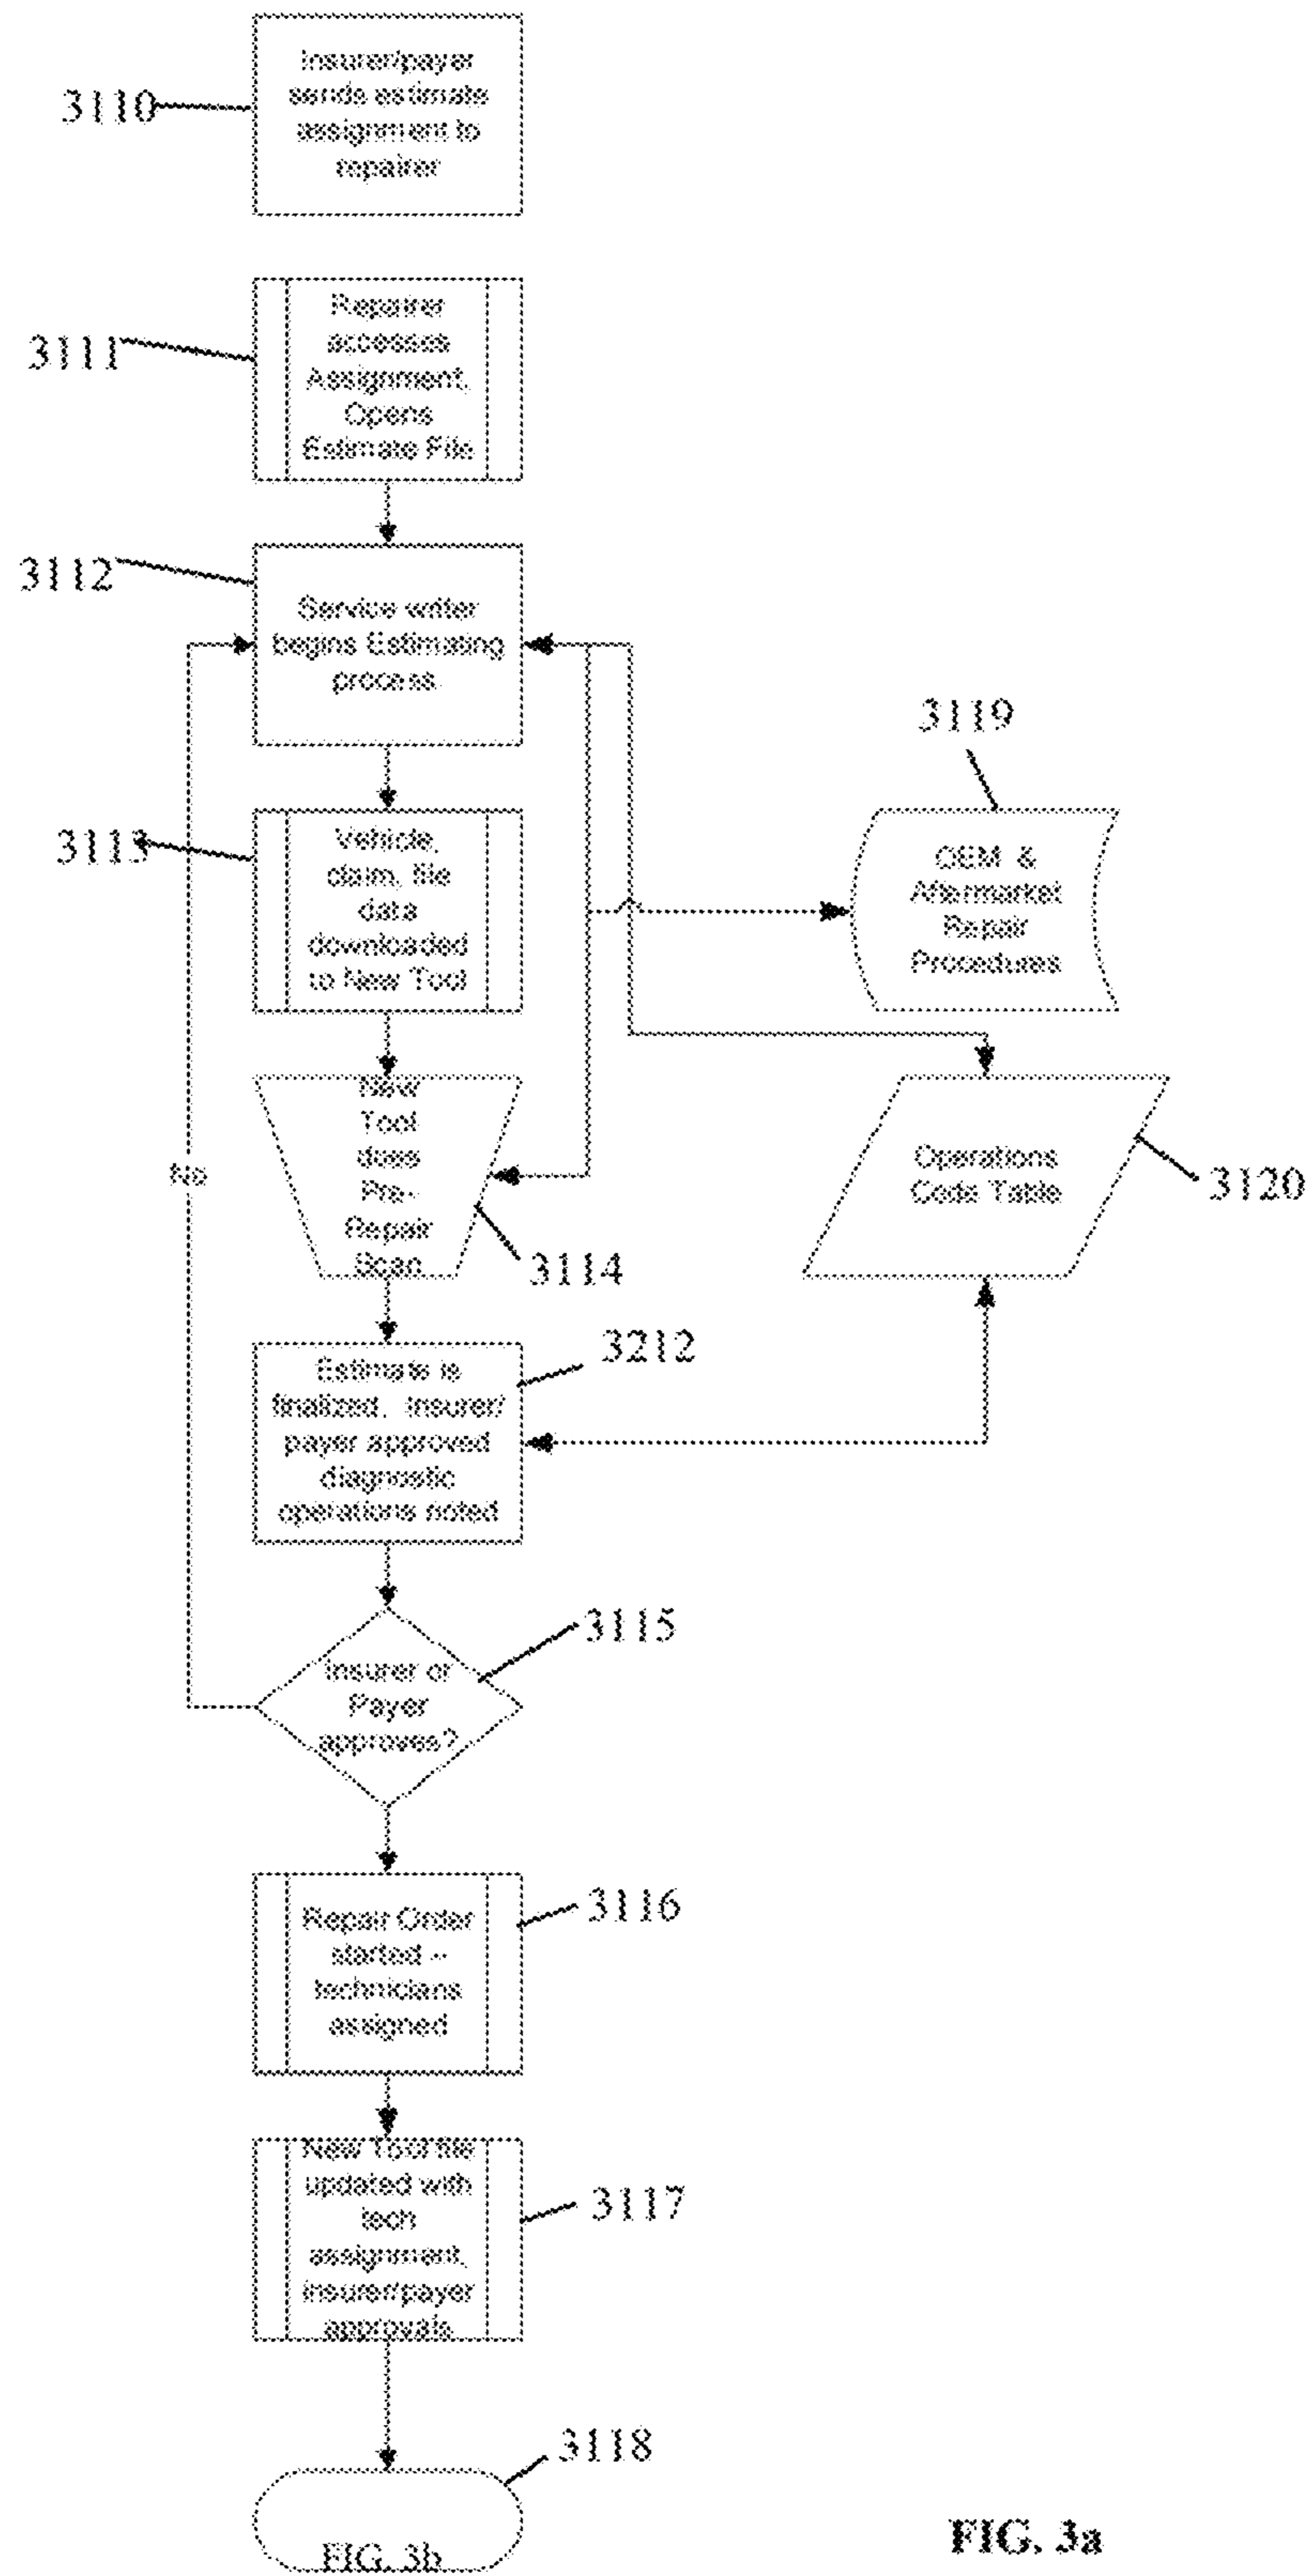 3110
Insurer/payer
sends estimate
assignment to
repairer
3111
Repairer
accesses
Assignment,
Opens
Estimate File
3112
Service writer
begins Estimating
process
3119
OEM &
Aftermarket
Repair
Procedures
3113
Vehicle,
claim, file
data
downloaded
to New Tool
No
New
Tool
does
Pre-
Repair
Scan
3114
Operations
Code Table
3120
3212
Estimate is
finalized, insurer/
payer approved
diagnostic
operations noted
3115
Insurer or
Payer
approves?
3116
Repair Order
started --
technicians
assigned
3117
New Tool file
updated with
tech
assignment,
insurer/payer
approvals
3118
FIG. 3b
FIG. 3a